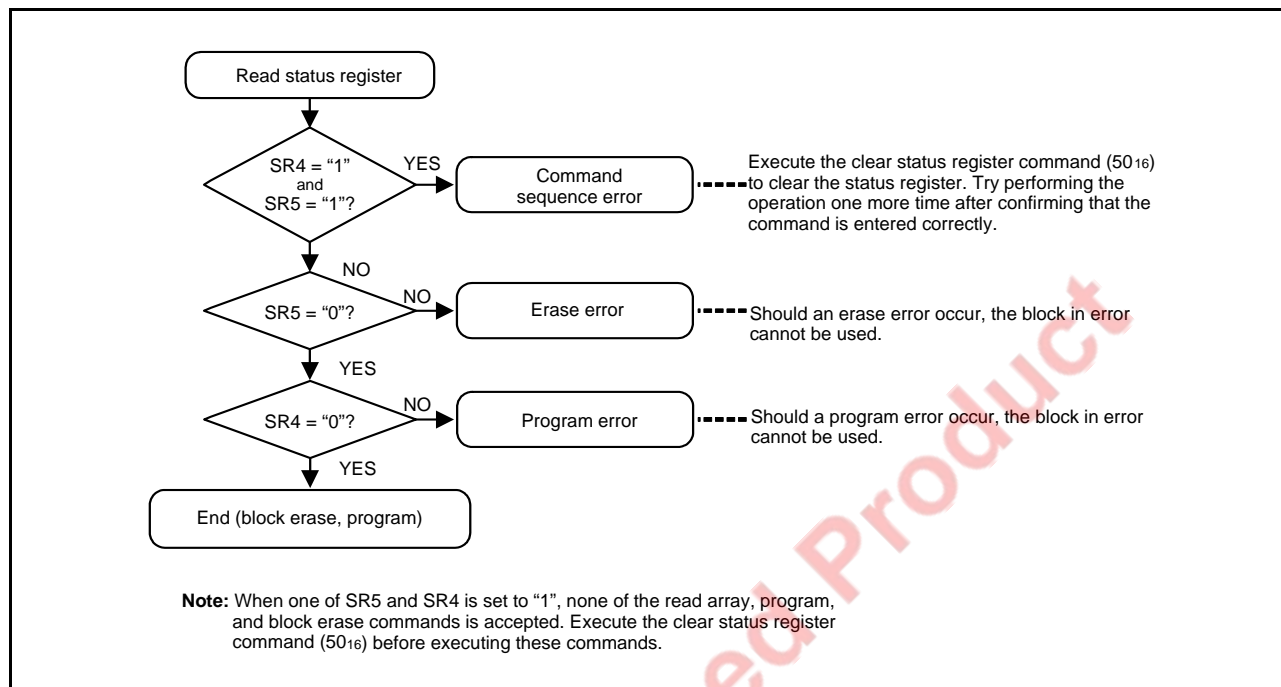 Read status register
SR4 = “1”
and
SR5 = “1”?
YES
Command
sequence error
Execute the clear status register command (50₁₆)
to clear the status register. Try performing the
operation one more time after confirming that the
command is entered correctly.
NO
SR5 = “0”?
NO
Erase error
Should an erase error occur, the block in error
cannot be used.
YES
SR4 = “0”?
NO
Program error
Should a program error occur, the block in error
cannot be used.
YES
End (block erase, program)
Note: When one of SR5 and SR4 is set to “1”, none of the read array, program,
and block erase commands is accepted. Execute the clear status register
command (50₁₆) before executing these commands.
ed Product